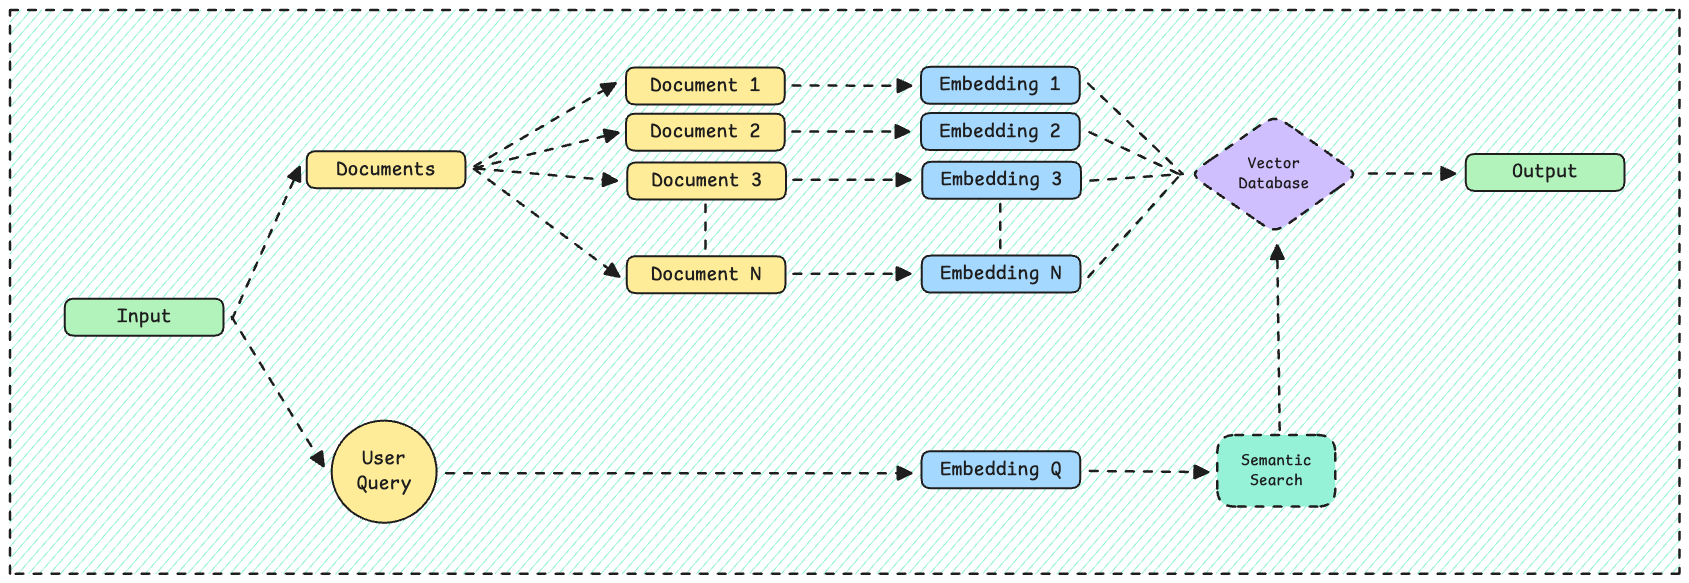 Document 1
Embedding 1
Document 2
Embedding 2
Documents
Document 3
Embedding 3
Vector
Database
Output
Document N
Embedding N
Input
User
Query
Embedding Q
Semantic
Search